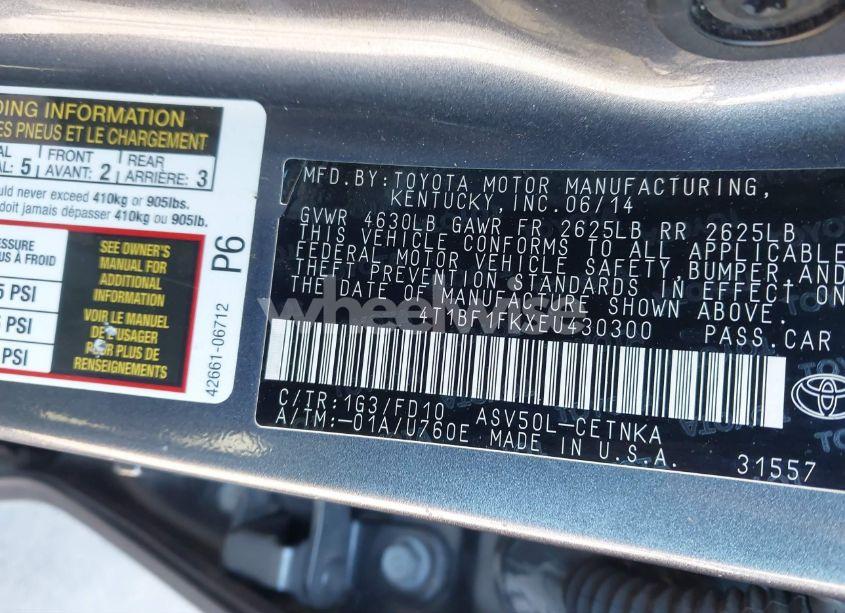 DING INFORMATION
ES PNEUS ET LE CHARGEMENT
AL: 5 FRONT AVANT: 2 REAR ARRIÈRE: 3
ould never exceed 410kg or 905lbs.
doit jamais dépasser 410kg ou 905lb.
ESSURE
US À FROID
5 PSI
5 PSI
PSI
SEE OWNER'S
MANUAL FOR
ADDITIONAL
INFORMATION
VOIR LE MANUEL
DE L'USAGER
POUR PLUS DE
RENSEIGNEMENTS
P6
42661-06712
MFD.BY:TOYOTA MOTOR MANUFACTURING,
KENTUCKY, INC. 06/14
GVWR 4630LB GAWR FR 2625LB RR 2625LB
THIS VEHICLE CONFORMS TO ALL APPLICABLE
FEDERAL MOTOR VEHICLE SAFETY,BUMPER AND
THEFT PREVENTION STANDARDS IN EFFECT ON
THE DATE OF MANUFACTURE SHOWN ABOVE.
4T1BF1FKXEU430300 PASS.CAR
C/TR:1G3/FD10 ASV50L-CETNKA
A/TM:-01A/U760E MADE IN U.S.A.
31557
wheelwise